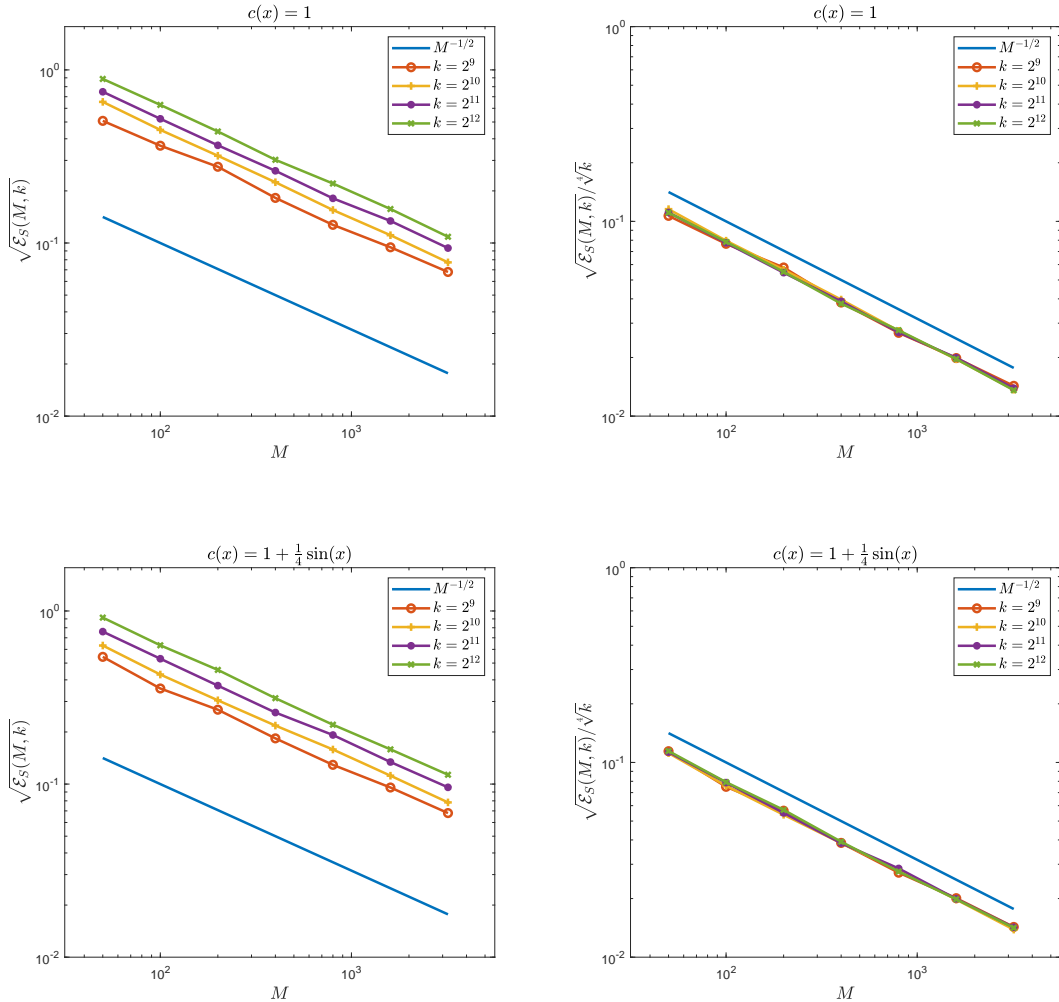 c(x) = 1
10^0
10^{-1}
10^{-2}
10^2
10^3
M
√ℰ_S(M, k)
M^{-1/2}
k = 2^9
k = 2^{10}
k = 2^{11}
k = 2^{12}
c(x) = 1
10^0
10^{-1}
10^{-2}
10^2
10^3
M
√ℰ_S(M, k)/∜k
M^{-1/2}
k = 2^9
k = 2^{10}
k = 2^{11}
k = 2^{12}
c(x) = 1 + 1/4 sin(x)
10^0
10^{-1}
10^{-2}
10^2
10^3
M
√ℰ_S(M, k)
M^{-1/2}
k = 2^9
k = 2^{10}
k = 2^{11}
k = 2^{12}
c(x) = 1 + 1/4 sin(x)
10^0
10^{-1}
10^{-2}
10^2
10^3
M
√ℰ_S(M, k)/∜k
M^{-1/2}
k = 2^9
k = 2^{10}
k = 2^{11}
k = 2^{12}